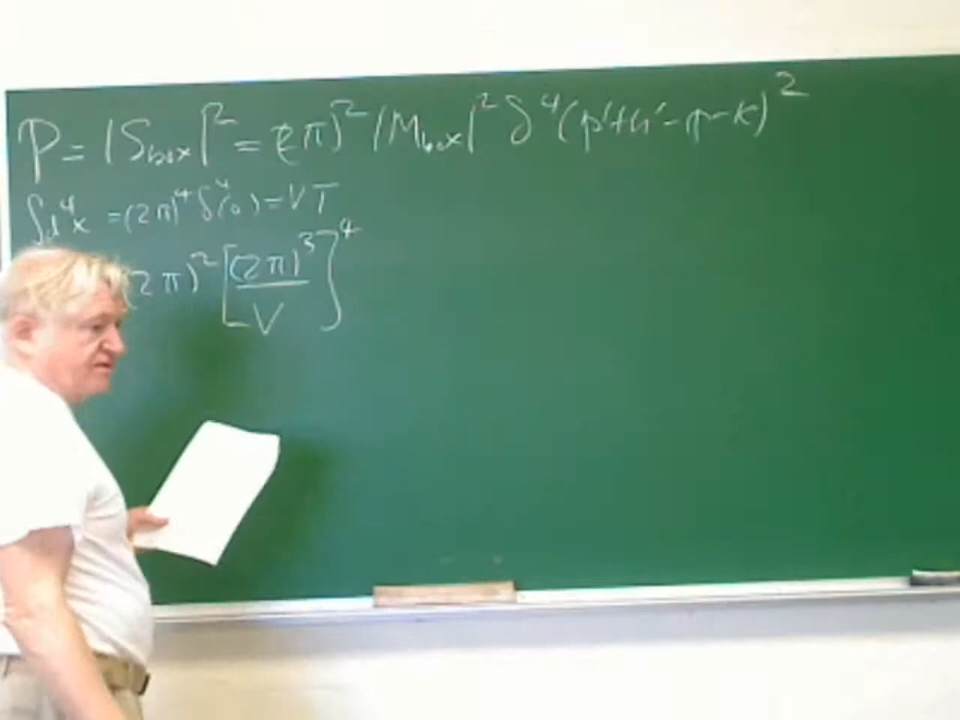 P = |S_box|² = (2π)² |M_box|² δ⁴(p'+k'-p-k)²
∫d⁴x = (2π)⁴ δ⁴(0) = VT
(2π)² [(2π)³/V]⁴